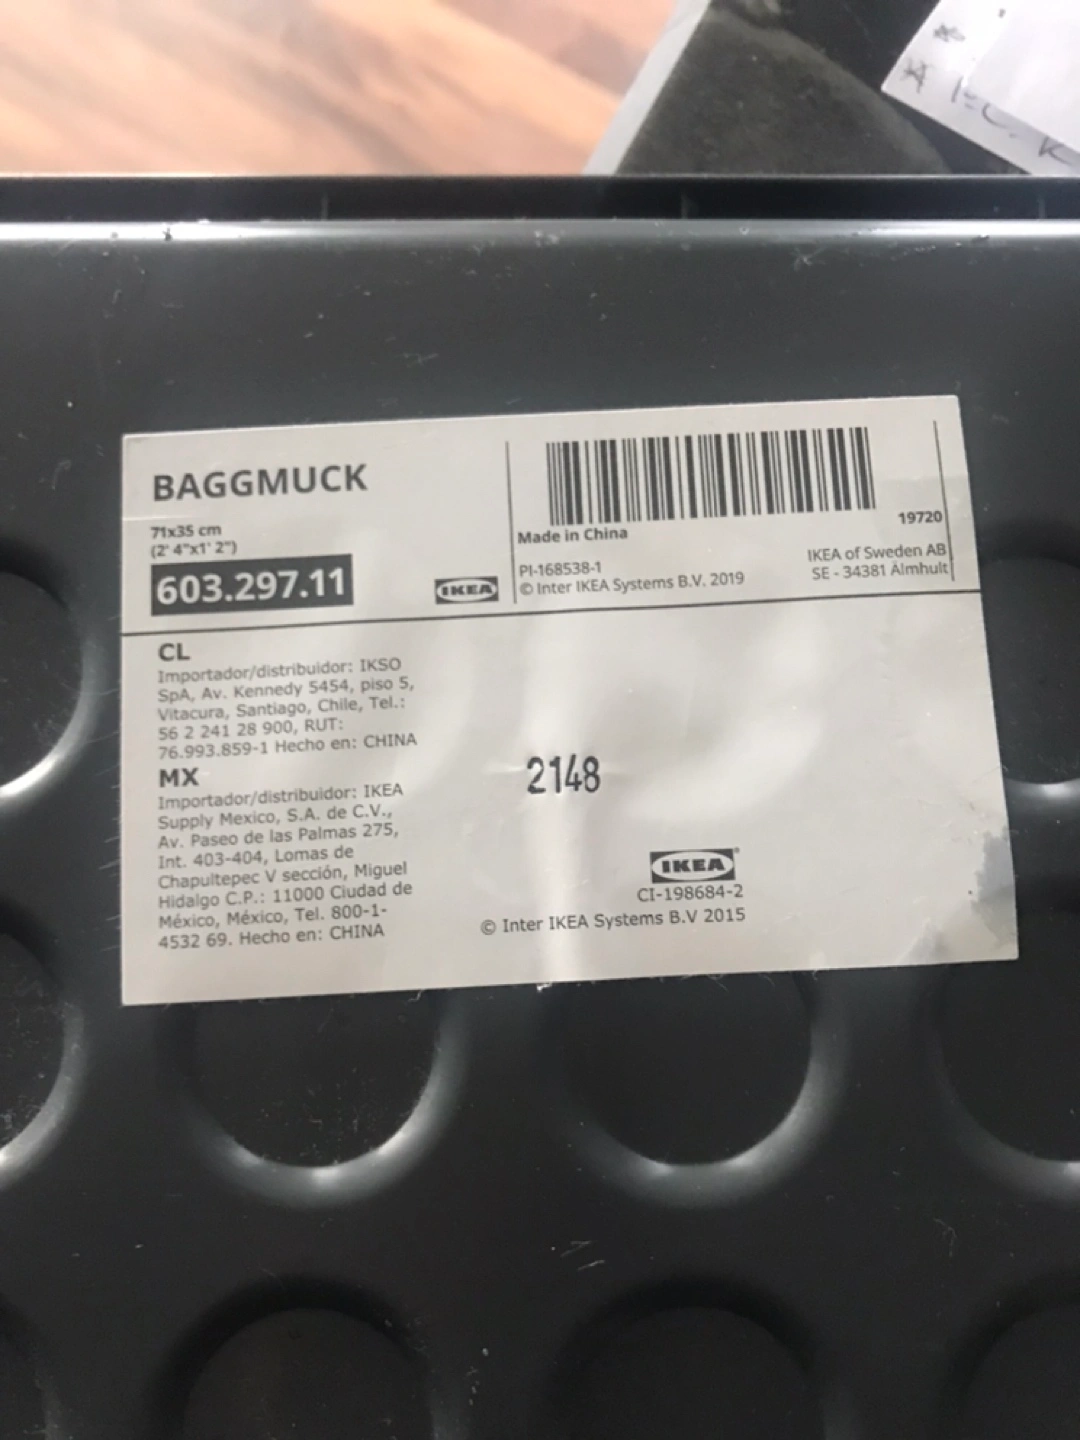 BAGGMUCK
71x35 cm
(2' 4"x1' 2")
603.297.11
IKEA
Made in China
19720
PI-168538-1
© Inter IKEA Systems B.V. 2019
IKEA of Sweden AB
SE - 34381 Älmhult
CL
Importador/distribuidor: IKSO
SpA, Av. Kennedy 5454, piso 5,
Vitacura, Santiago, Chile, Tel.:
56 2 241 28 900, RUT:
76.993.859-1 Hecho en: CHINA
MX
Importador/distribuidor: IKEA
Supply Mexico, S.A. de C.V.,
Av. Paseo de las Palmas 275,
Int. 403-404, Lomas de
Chapultepec V sección, Miguel
Hidalgo C.P.: 11000 Ciudad de
México, México, Tel. 800-1-
4532 69. Hecho en: CHINA
2148
IKEA®
CI-198684-2
© Inter IKEA Systems B.V 2015